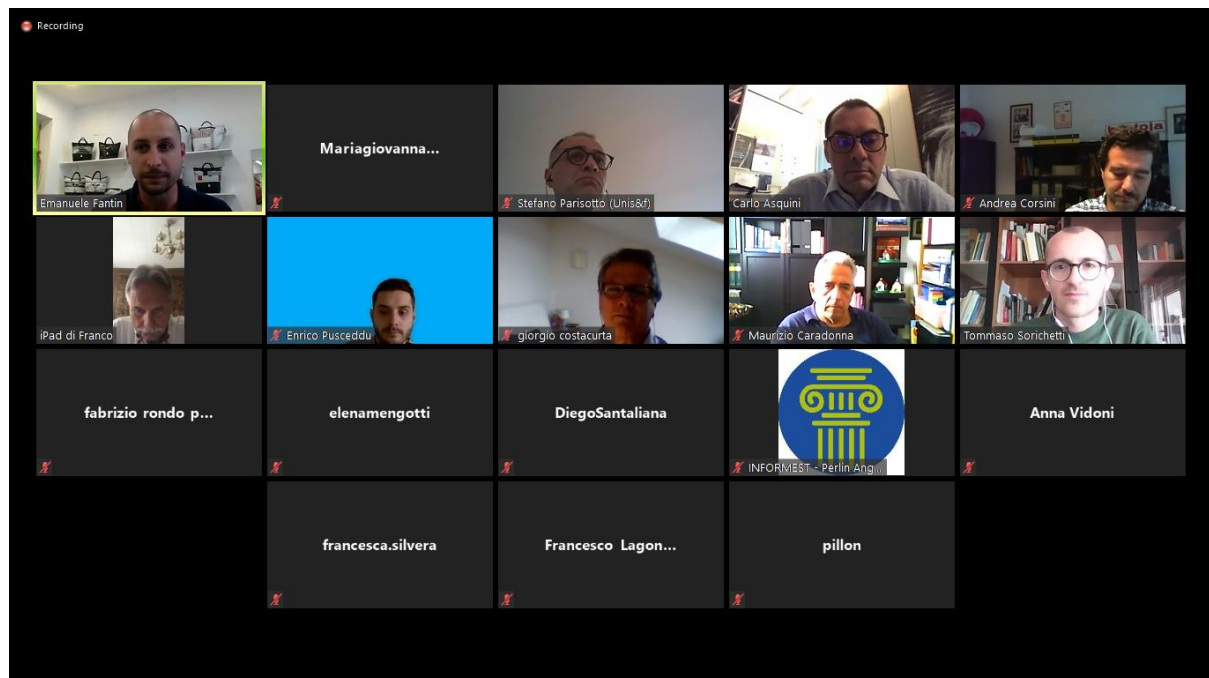 Recording
Emanuele Fantin
Mariagiovanna...
Stefano Parisotto (Unis&f)
Carlo Asquini
Andrea Corsini
iPad di Franco
Enrico Pusceddu
giorgio costacurta
Maurizio Caradonna
Tommaso Sorichetti
fabrizio rondo p...
elenamengotti
DiegoSantaliana
INFORMEST - Perlin Ang...
Anna Vidoni
francesca.silvera
Francesco Lagon...
pillon